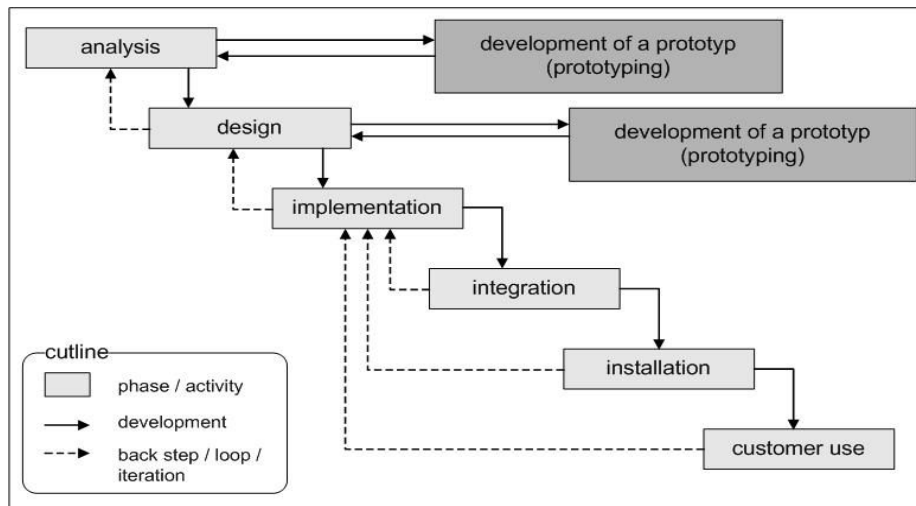 analysis
development of a prototyp
(prototyping)
design
development of a prototyp
(prototyping)
implementation
integration
installation
customer use
cutline
phase / activity
development
back step / loop /
iteration